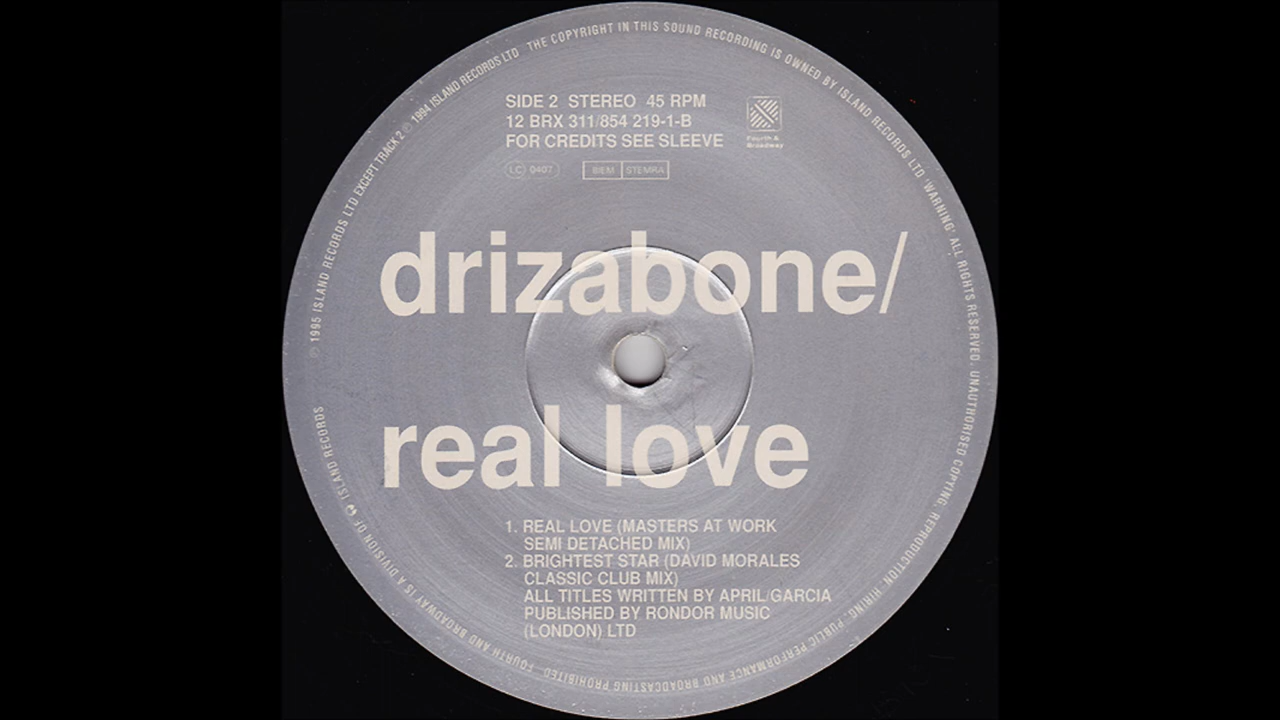 SIDE 2 STEREO 45 RPM
12 BRX 311/854 219-1-B
FOR CREDITS SEE SLEEVE
Fourth &
Broadway
LC 0407
BIEM STEMRA
drizabone/
real love
1. REAL LOVE (MASTERS AT WORK
SEMI DETACHED MIX)
2. BRIGHTEST STAR (DAVID MORALES
CLASSIC CLUB MIX)
ALL TITLES WRITTEN BY APRIL/GARCIA
PUBLISHED BY RONDOR MUSIC
(LONDON) LTD
℗ 1995 ISLAND RECORDS LTD EXCEPT TRACK 2 ℗ 1994 ISLAND RECORDS LTD THE COPYRIGHT IN THIS SOUND RECORDING IS OWNED BY ISLAND RECORDS LTD 'WARNING' ALL RIGHTS RESERVED. UNAUTHORISED COPYING, REPRODUCTION, HIRING, PUBLIC PERFORMANCE AND BROADCASTING PROHIBITED FOURTH AND BROADWAY IS A DIVISION OF ISLAND RECORDS